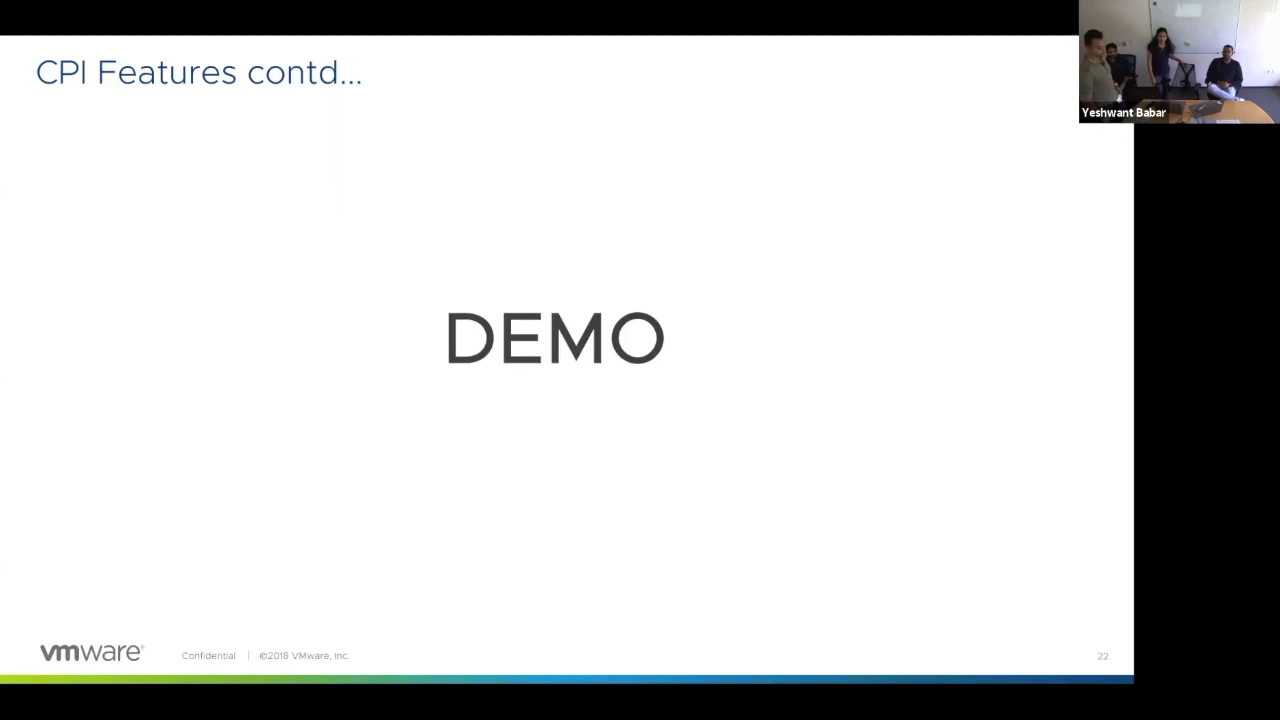 CPI Features contd...
Yeshwant Babar
DEMO
vmware® Confidential | ©2018 VMware, Inc. 22